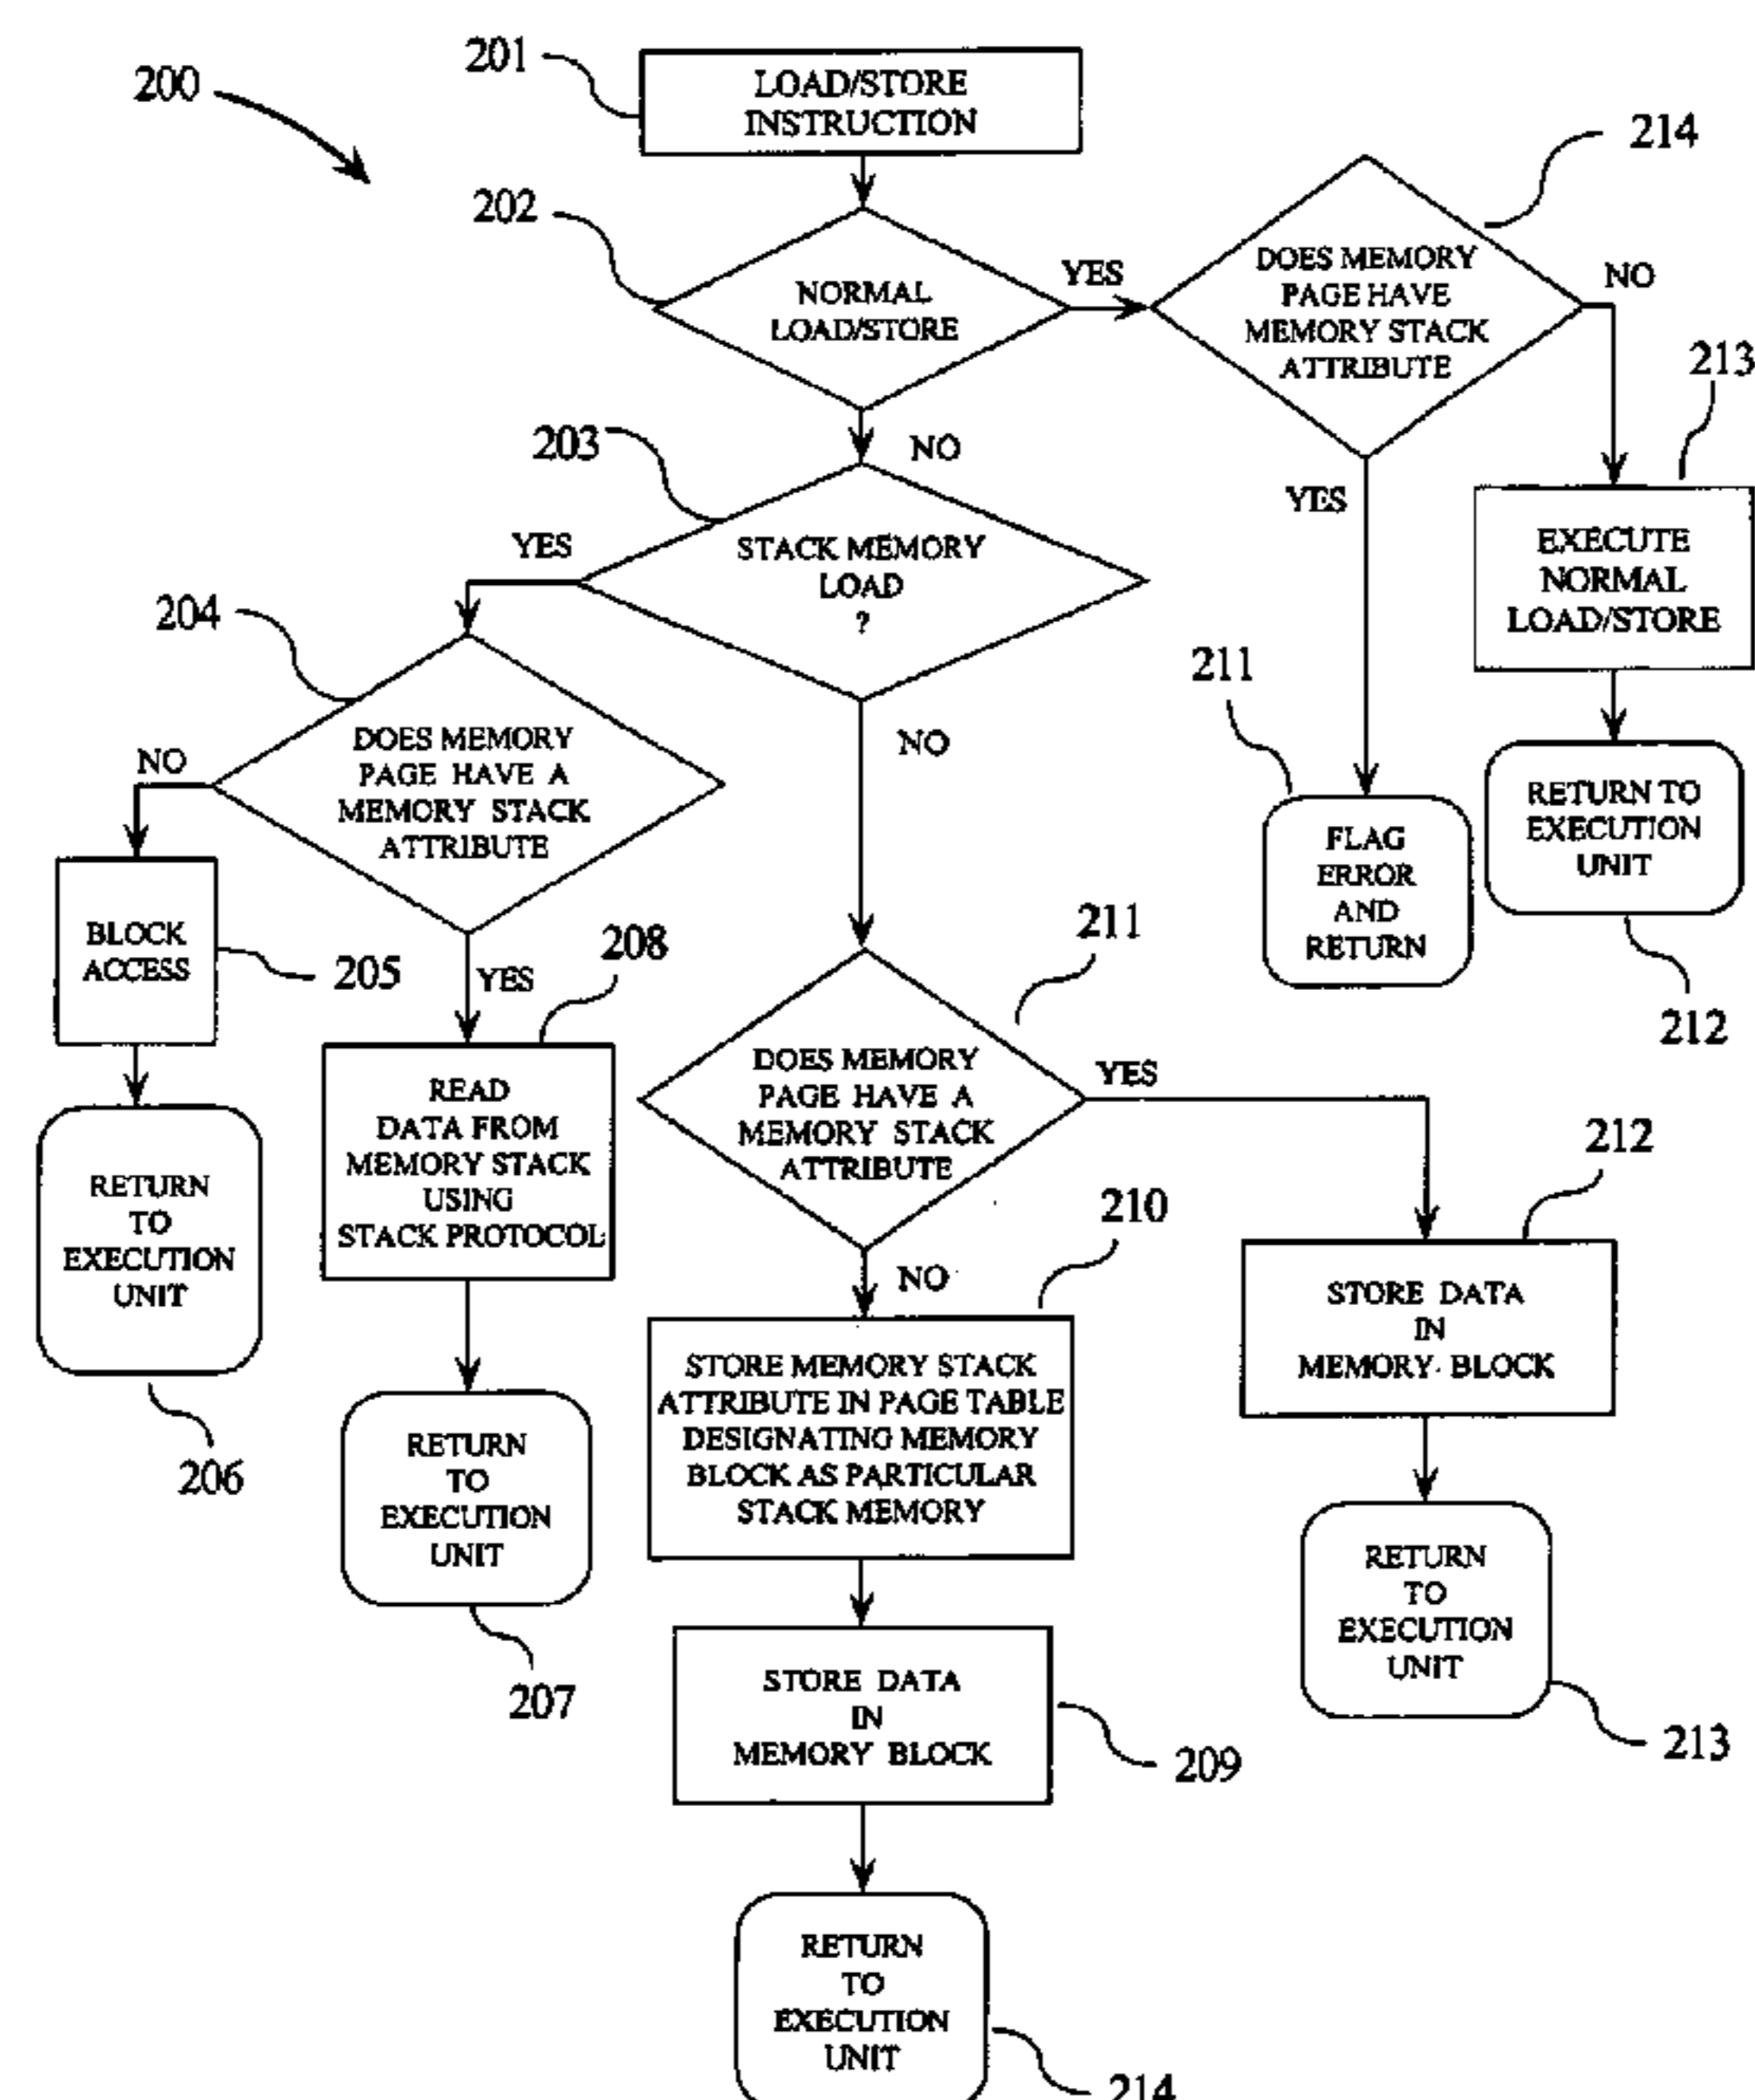 200
201
LOAD/STORE
INSTRUCTION
202
NORMAL
LOAD/STORE
YES
NO
214
DOES MEMORY
PAGE HAVE
MEMORY STACK
ATTRIBUTE
NO
YES
213
EXECUTE
NORMAL
LOAD/STORE
211
FLAG
ERROR
AND
RETURN
RETURN TO
EXECUTION
UNIT
212
203
STACK MEMORY
LOAD
?
YES
NO
204
DOES MEMORY
PAGE HAVE A
MEMORY STACK
ATTRIBUTE
NO
YES
BLOCK
ACCESS
205
RETURN
TO
EXECUTION
UNIT
206
208
READ
DATA FROM
MEMORY STACK
USING
STACK PROTOCOL
RETURN
TO
EXECUTION
UNIT
207
211
DOES MEMORY
PAGE HAVE A
MEMORY STACK
ATTRIBUTE
YES
NO
210
STORE MEMORY STACK
ATTRIBUTE IN PAGE TABLE
DESIGNATING MEMORY
BLOCK AS PARTICULAR
STACK MEMORY
STORE DATA
IN
MEMORY BLOCK
209
RETURN
TO
EXECUTION
UNIT
214
212
STORE DATA
IN
MEMORY BLOCK
RETURN
TO
EXECUTION
UNIT
213